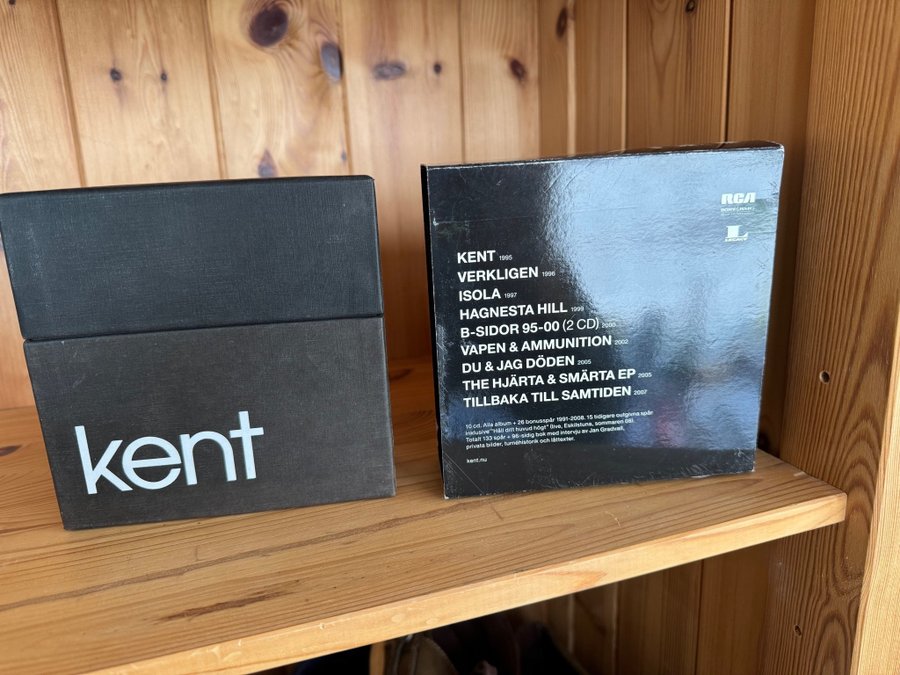 kent
RCA
LEGACY
KENT 1995
VERKLIGEN 1996
ISOLA 1997
HAGNESTA HILL 1999
B-SIDOR 95-00 (2 CD) 2000
VAPEN & AMMUNITION 2002
DU & JAG DÖDEN 2005
THE HJÄRTA & SMÄRTA EP 2005
TILLBAKA TILL SAMTIDEN 2007
10 cd. Alla album + 26 bonusspår 1991-2008. 15 tidigare outgivna spår
inklusive "Håll ditt huvud högt" (live, Eskilstuna, sommaren 08).
Totalt 133 spår + 96-sidig bok med intervju av Jan Gradvall,
privata bilder, turnéhistorik och låttexter.
kent.nu